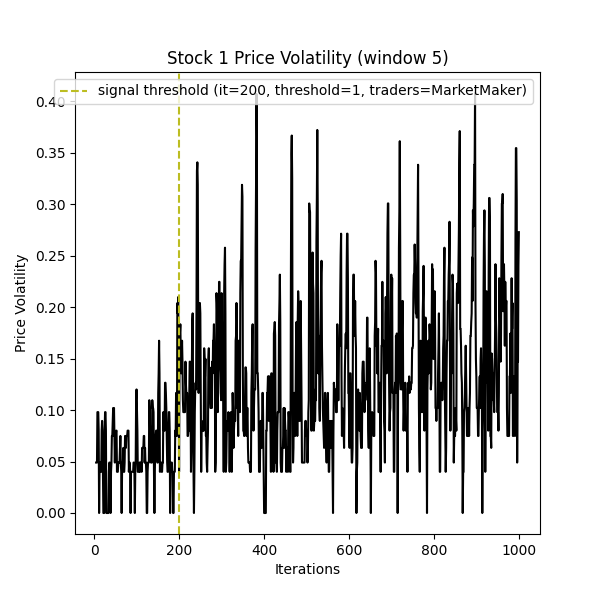 Stock 1 Price Volatility (window 5)
signal threshold (it=200, threshold=1, traders=MarketMaker)
0.40
0.35
0.30
0.25
0.20
0.15
0.10
0.05
0.00
Price Volatility
0 200 400 600 800 1000
Iterations